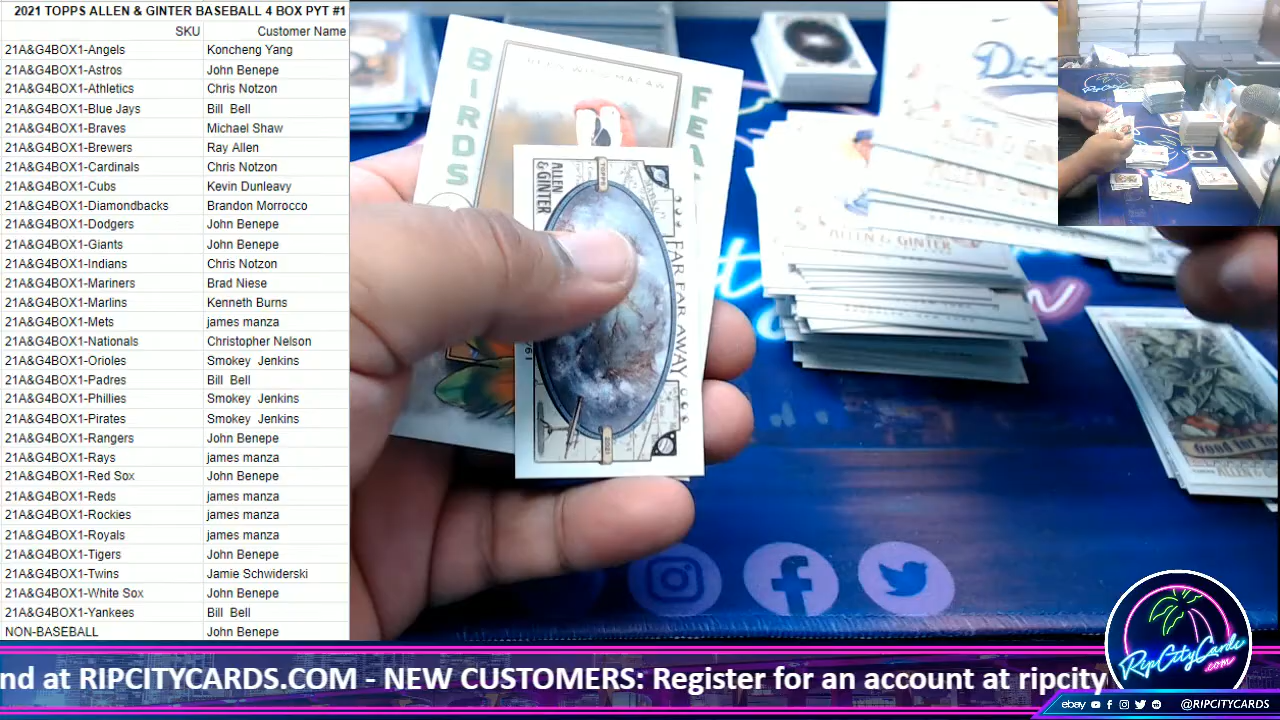 2021 TOPPS ALLEN & GINTER BASEBALL 4 BOX PYT #1
SKU Customer Name
21A&G4BOX1-Angels Koncheng Yang
21A&G4BOX1-Astros John Benepe
21A&G4BOX1-Athletics Chris Notzon
21A&G4BOX1-Blue Jays Bill Bell
21A&G4BOX1-Braves Michael Shaw
21A&G4BOX1-Brewers Ray Allen
21A&G4BOX1-Cardinals Chris Notzon
21A&G4BOX1-Cubs Kevin Dunleavy
21A&G4BOX1-Diamondbacks Brandon Morrocco
21A&G4BOX1-Dodgers John Benepe
21A&G4BOX1-Giants John Benepe
21A&G4BOX1-Indians Chris Notzon
21A&G4BOX1-Mariners Brad Niese
21A&G4BOX1-Marlins Kenneth Burns
21A&G4BOX1-Mets james manza
21A&G4BOX1-Nationals Christopher Nelson
21A&G4BOX1-Orioles Smokey Jenkins
21A&G4BOX1-Padres Bill Bell
21A&G4BOX1-Phillies Smokey Jenkins
21A&G4BOX1-Pirates Smokey Jenkins
21A&G4BOX1-Rangers John Benepe
21A&G4BOX1-Rays james manza
21A&G4BOX1-Red Sox John Benepe
21A&G4BOX1-Reds james manza
21A&G4BOX1-Rockies james manza
21A&G4BOX1-Royals james manza
21A&G4BOX1-Tigers John Benepe
21A&G4BOX1-Twins Jamie Schwiderski
21A&G4BOX1-White Sox John Benepe
21A&G4BOX1-Yankees Bill Bell
NON-BASEBALL John Benepe
BIRDS
FEA
TOPPS
ALLEN & GINTER
FAR FAR AWAY
2021
ALLEN & GINTER
nd at RIPCITYCARDS.COM - NEW CUSTOMERS: Register for an account at ripcity
RipCityCards
.com
ebay @RIPCITYCARDS